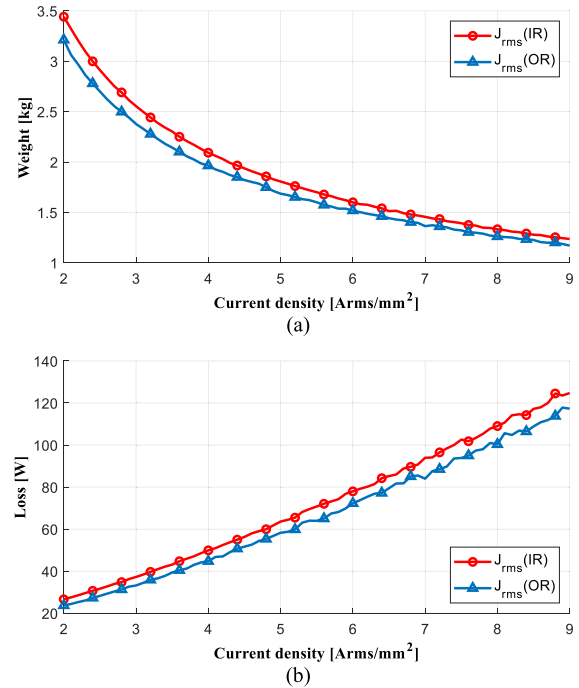 3.5
3
2.5
2
1.5
1
Weight [kg]
J_rms(IR)
J_rms(OR)
2 3 4 5 6 7 8 9
Current density [Arms/mm²]
(a)
140
120
100
80
60
40
20
Loss [W]
J_rms(IR)
J_rms(OR)
2 3 4 5 6 7 8 9
Current density [Arms/mm²]
(b)